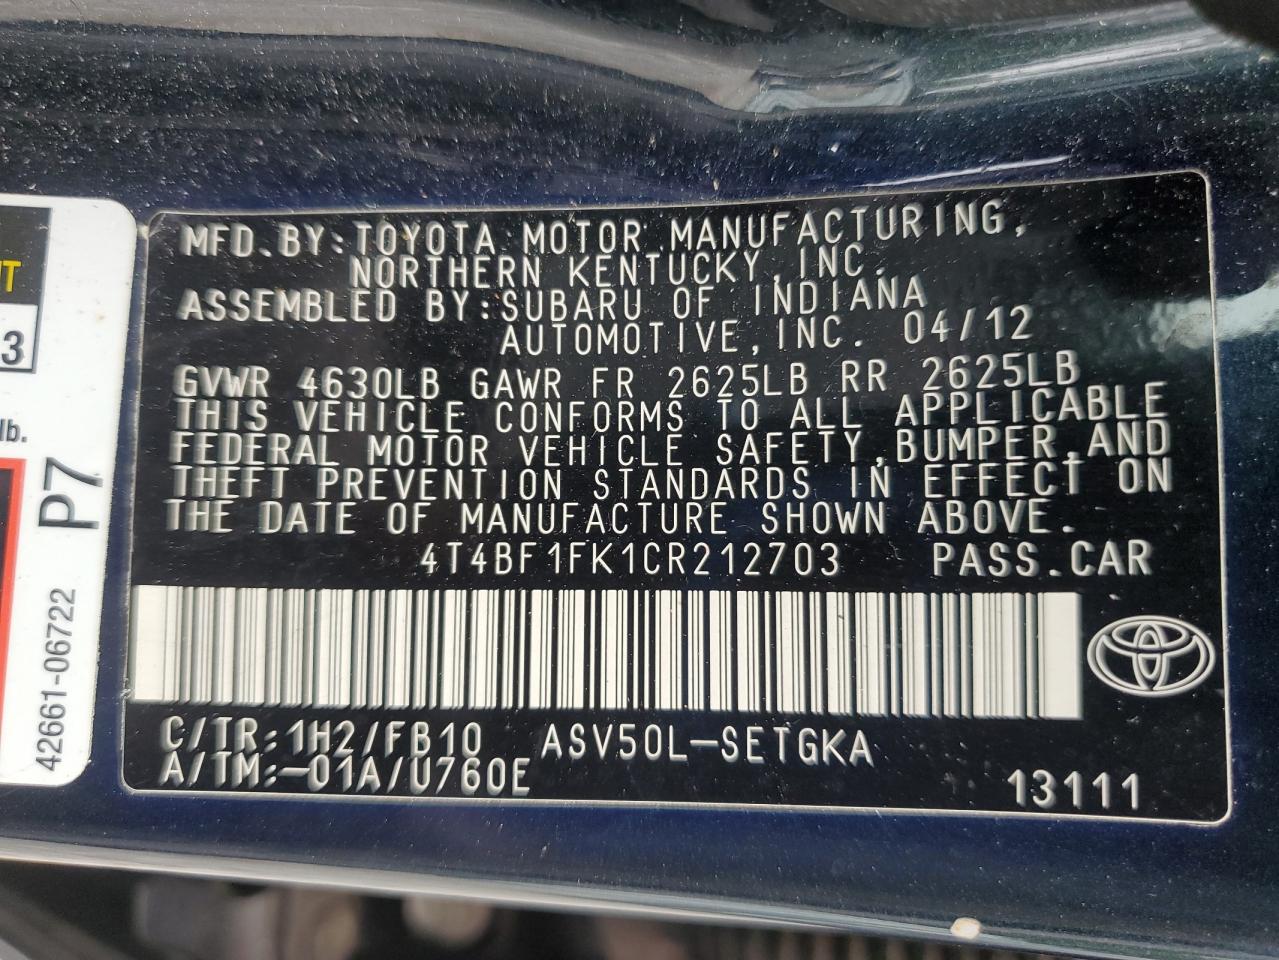 MFD.BY:TOYOTA MOTOR MANUFACTURING,
NORTHERN KENTUCKY,INC.
ASSEMBLED BY:SUBARU OF INDIANA
AUTOMOTIVE,INC. 04/12
GVWR 4630LB GAWR FR 2625LB RR 2625LB
THIS VEHICLE CONFORMS TO ALL APPLICABLE
FEDERAL MOTOR VEHICLE SAFETY,BUMPER,AND
THEFT PREVENTION STANDARDS IN EFFECT ON
THE DATE OF MANUFACTURE SHOWN ABOVE.
4T4BF1FK1CR212703 PASS.CAR
C/TR:1H2/FB10 ASV50L-SETGKA
A/TM:-01A/U760E
13111
3
lb.
P7
42661-06722